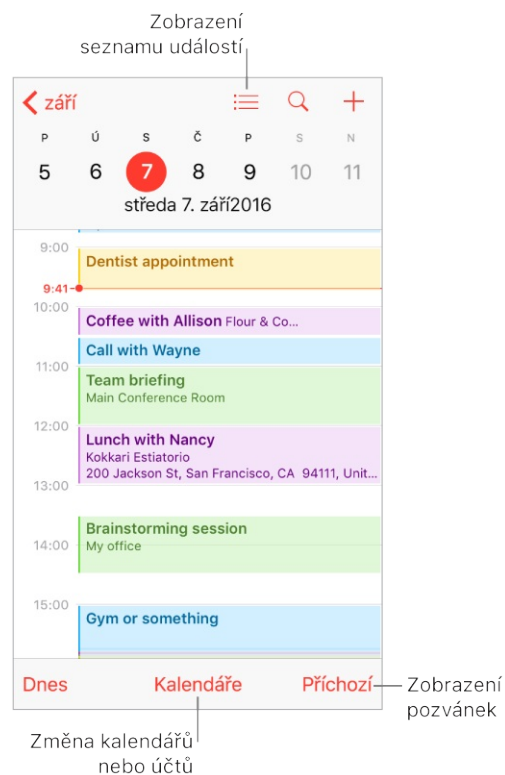 Zobrazení
seznamu událostí
září
P Ú S Č P S N
5 6 7 8 9 10 11
středa 7. září2016
9:00
Dentist appointment
9:41
10:00
Coffee with Allison Flour & Co...
Call with Wayne
11:00
Team briefing
Main Conference Room
12:00
Lunch with Nancy
Kokkari Estiatorio
200 Jackson St, San Francisco, CA 94111, Unit...
13:00
Brainstorming session
14:00 My office
15:00
Gym or something
Dnes Kalendáře Příchozí
Zobrazení
pozvánek
Změna kalendářů
nebo účtů